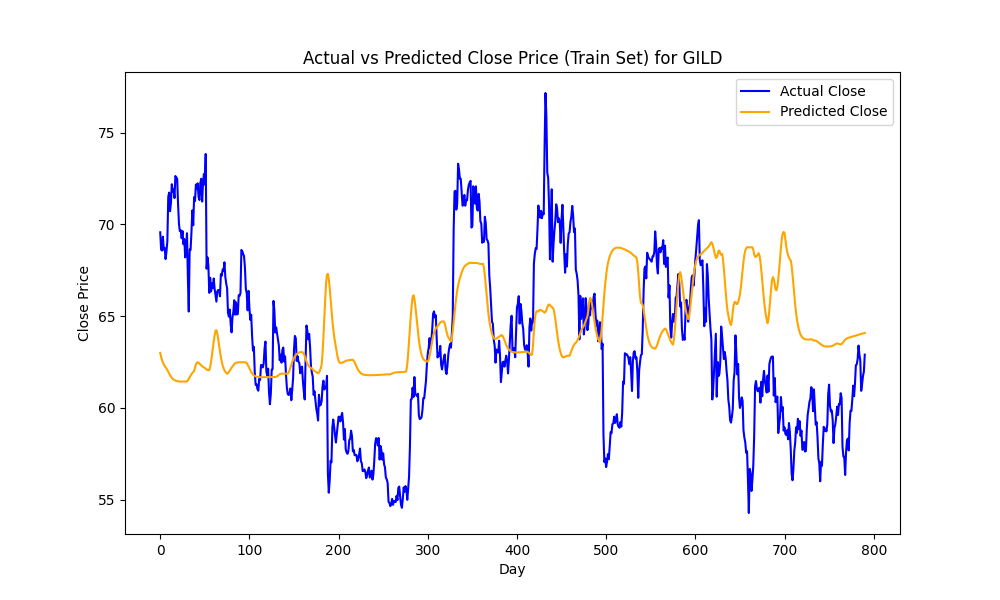 Actual vs Predicted Close Price (Train Set) for GILD
Actual Close
Predicted Close
75
70
65
60
55
Close Price
0 100 200 300 400 500 600 700 800
Day